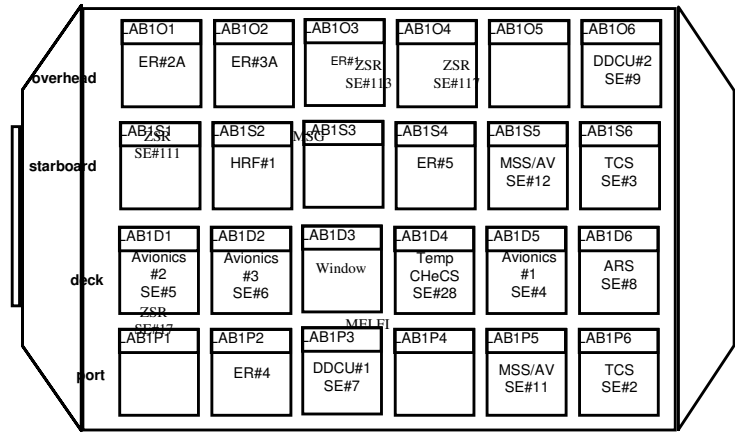 LAB1O1
LAB1O2
LAB1O3
LAB1O4
LAB1O5
LAB1O6
overhead
ER#2A
ER#3A
ER#1
ZSR
SE#113
ZSR
SE#117
DDCU#2
SE#9
LAB1S1
LAB1S2
LAB1S3
LAB1S4
LAB1S5
LAB1S6
starboard
ZSR
SE#111
HRF#1
MSG
ER#5
MSS/AV
SE#12
TCS
SE#3
LAB1D1
LAB1D2
LAB1D3
LAB1D4
LAB1D5
LAB1D6
deck
Avionics
#2
SE#5
Avionics
#3
SE#6
Window
Temp
CHeCS
SE#28
Avionics
#1
SE#4
ARS
SE#8
ZSR
SE#17
MELFI
LAB1P1
LAB1P2
LAB1P3
LAB1P4
LAB1P5
LAB1P6
port
ER#4
DDCU#1
SE#7
MSS/AV
SE#11
TCS
SE#2